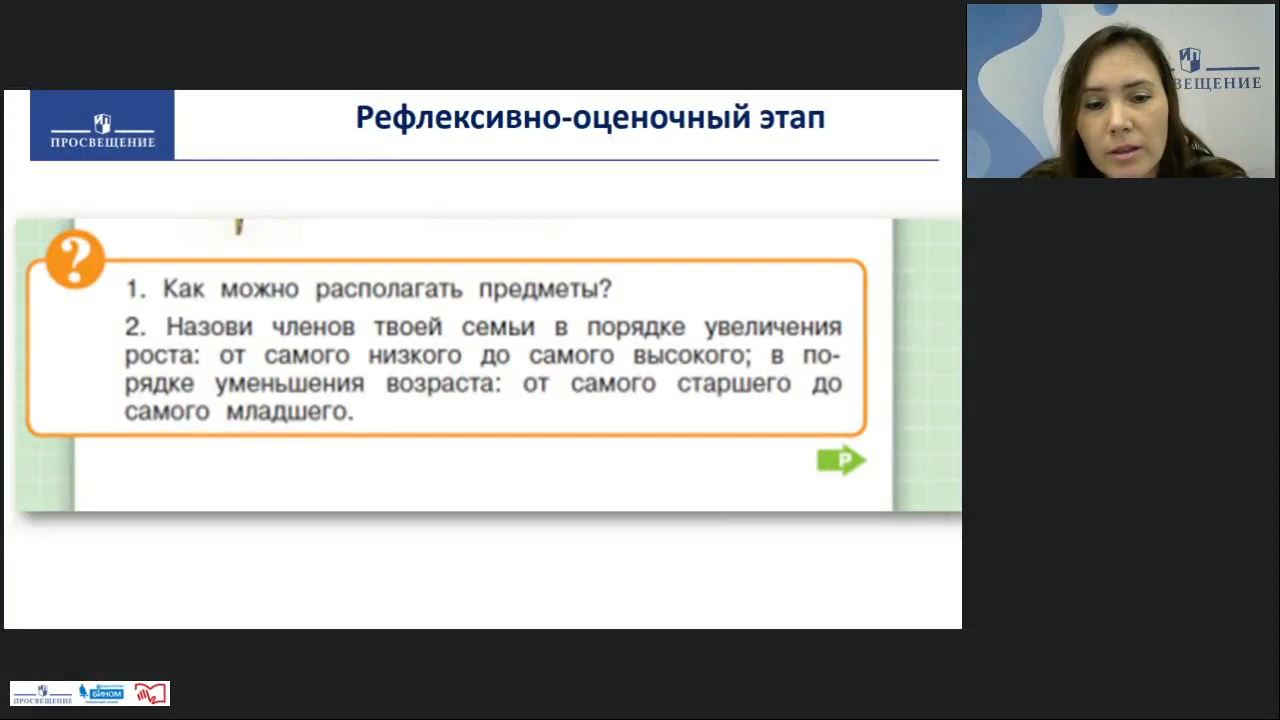 ПРОСВЕЩЕНИЕ
Рефлексивно-оценочный этап
?
1. Как можно располагать предметы?
2. Назови членов твоей семьи в порядке увеличения
роста: от самого низкого до самого высокого; в по-
рядке уменьшения возраста: от самого старшего до
самого младшего.
Р
ВЕЩЕНИЕ
ПРОСВЕЩЕНИЕ
БИНОМ